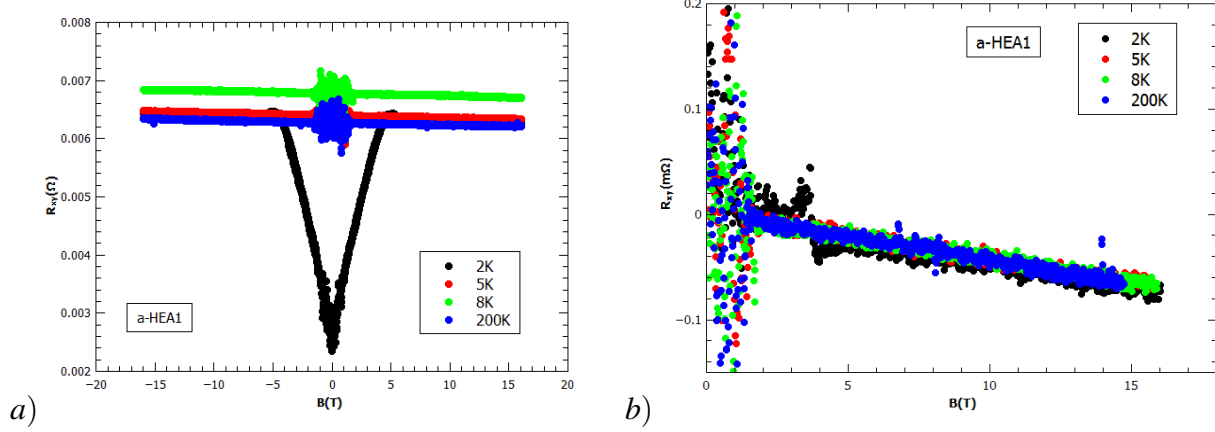 0.008
0.007
0.006
0.005
0.004
0.003
0.002
−20 −15 −10 −5 0 5 10 15 20
Rxy(Ω)
B(T)
a-HEA1
2K
5K
8K
200K
a)
0.2
0.1
0
−0.1
0 5 10 15
Rxy(mΩ)
B(T)
a-HEA1
2K
5K
8K
200K
b)